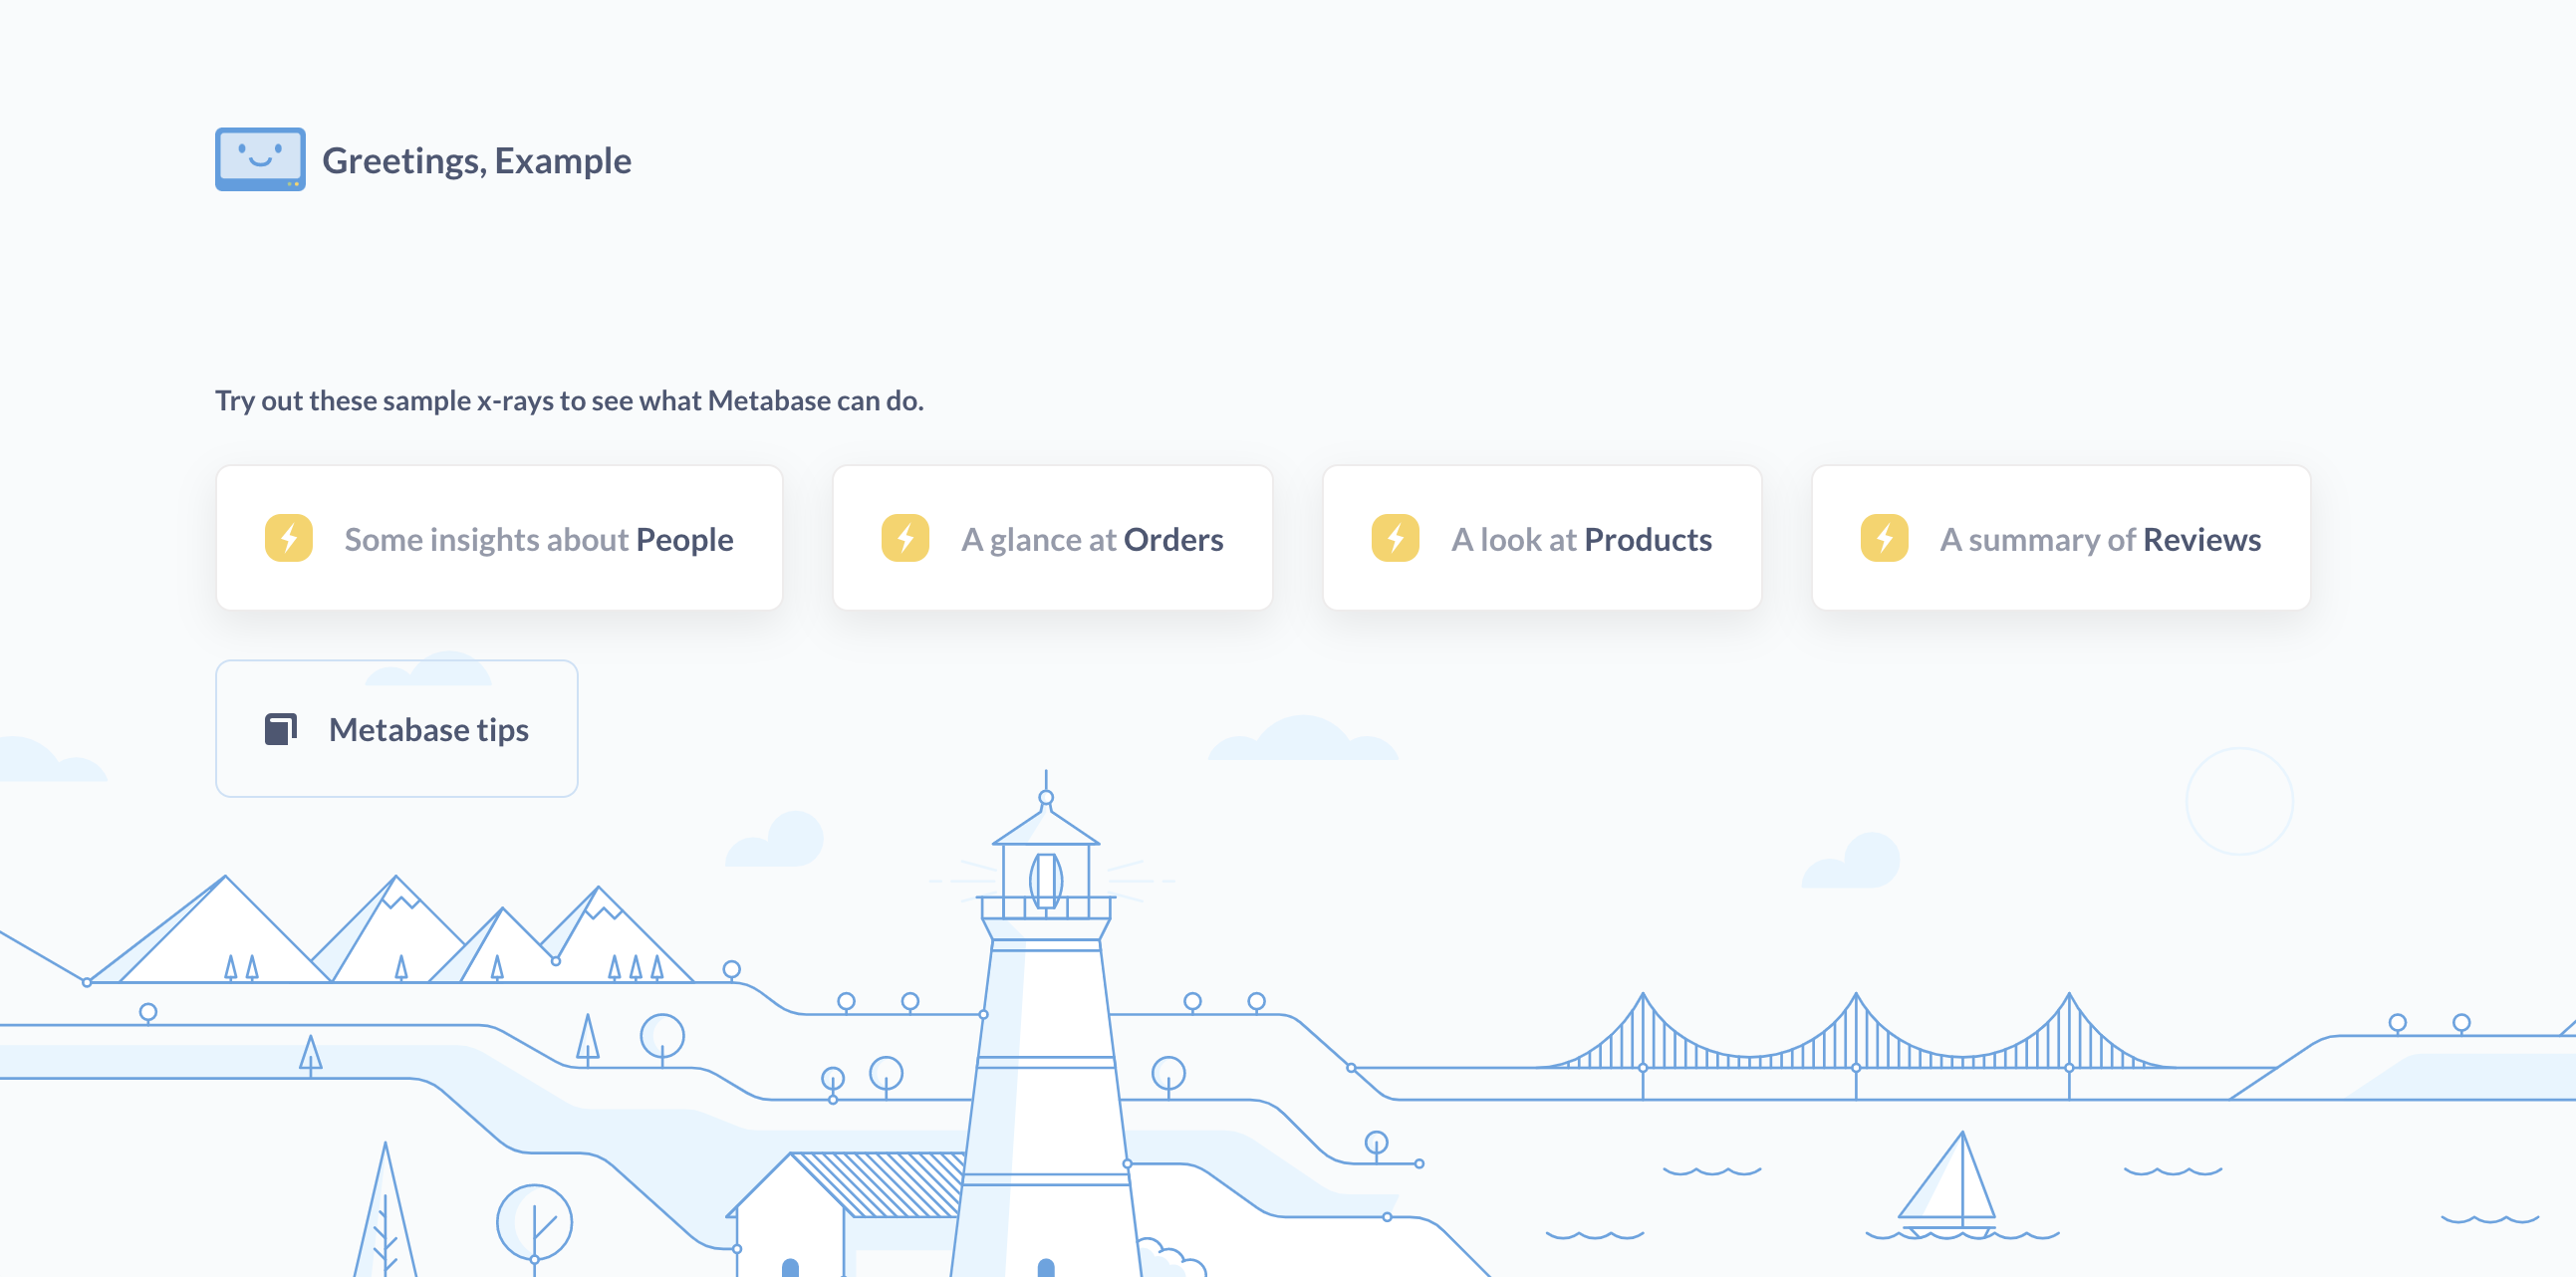 Greetings, Example
Try out these sample x-rays to see what Metabase can do.
Some insights about People
A glance at Orders
A look at Products
A summary of Reviews
Metabase tips